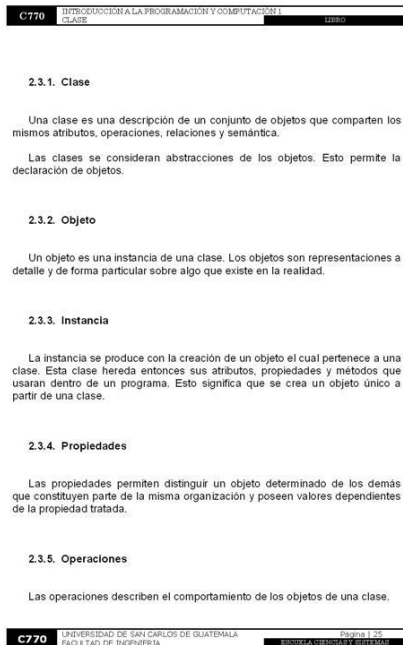 C770
INTRODUCCIÓN A LA PROGRAMACIÓN Y COMPUTACIÓN 1
CLASE
LIBRO
2.3.1. Clase
Una clase es una descripción de un conjunto de objetos que comparten los
mismos atributos, operaciones, relaciones y semántica.
Las clases se consideran abstracciones de los objetos. Esto permite la
declaración de objetos.
2.3.2. Objeto
Un objeto es una instancia de una clase. Los objetos son representaciones a
detalle y de forma particular sobre algo que existe en la realidad.
2.3.3. Instancia
La instancia se produce con la creación de un objeto el cual pertenece a una
clase. Esta clase hereda entonces sus atributos, propiedades y métodos que
usaran dentro de un programa. Esto significa que se crea un objeto único a
partir de una clase.
2.3.4. Propiedades
Las propiedades permiten distinguir un objeto determinado de los demás
que constituyen parte de la misma organización y poseen valores dependientes
de la propiedad tratada.
2.3.5. Operaciones
Las operaciones describen el comportamiento de los objetos de una clase.
C770
UNIVERSIDAD DE SAN CARLOS DE GUATEMALA
FACULTAD DE INGENIERÍA
Página | 25
ESCUELA CIENCIAS Y SISTEMAS